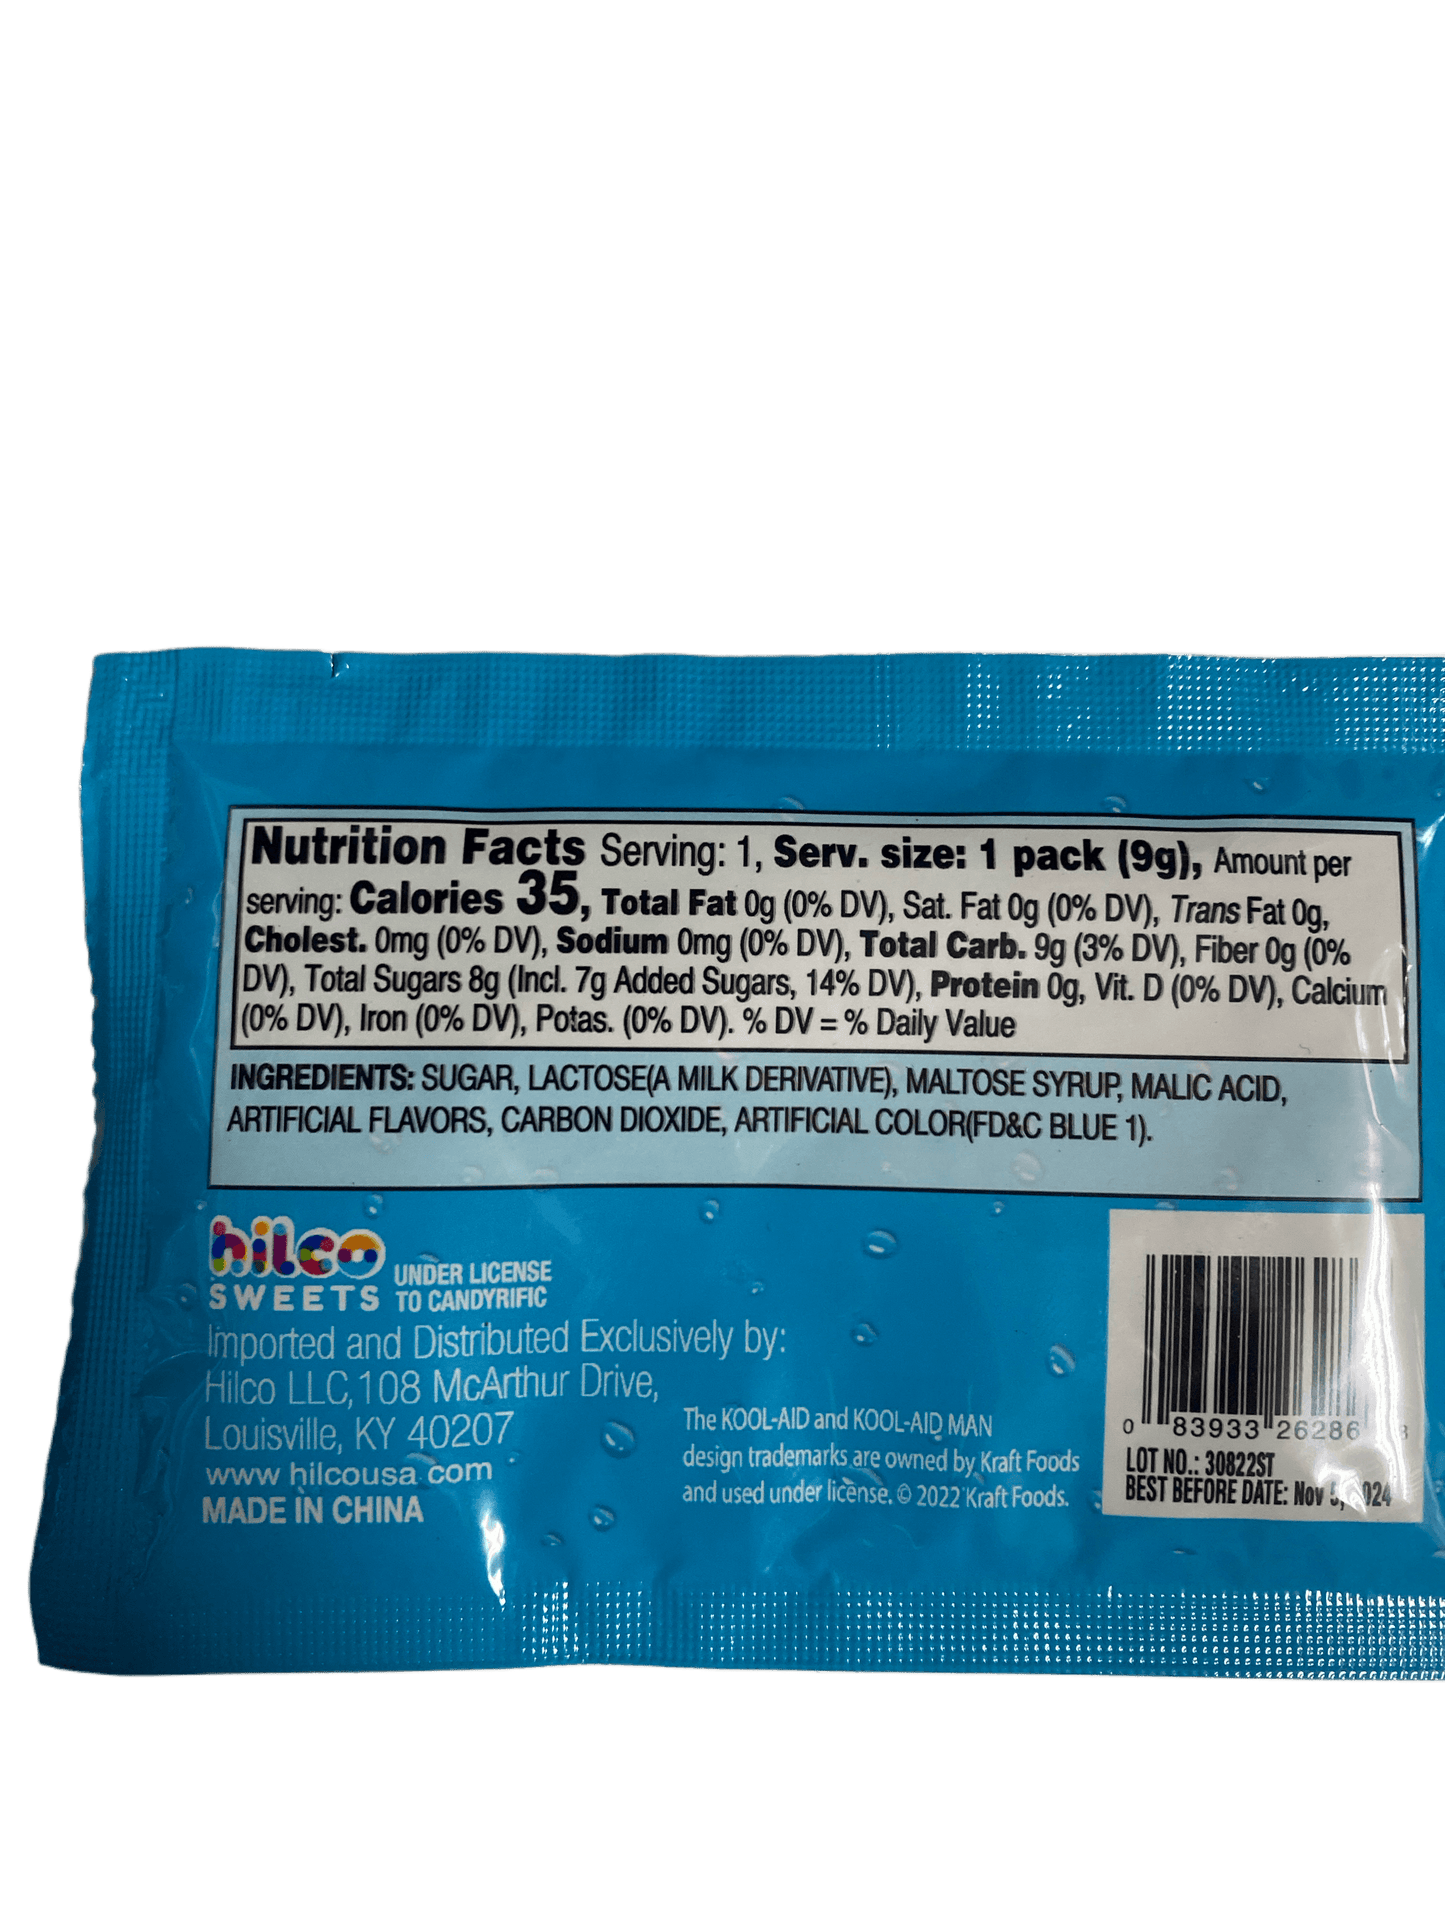 Nutrition Facts Serving: 1, Serv. size: 1 pack (9g), Amount per
serving: Calories 35, Total Fat 0g (0% DV), Sat. Fat 0g (0% DV), Trans Fat 0g,
Cholest. 0mg (0% DV), Sodium 0mg (0% DV), Total Carb. 9g (3% DV), Fiber 0g (0%
DV), Total Sugars 8g (Incl. 7g Added Sugars, 14% DV), Protein 0g, Vit. D (0% DV), Calcium
(0% DV), Iron (0% DV), Potas. (0% DV). % DV = % Daily Value
INGREDIENTS: SUGAR, LACTOSE(A MILK DERIVATIVE), MALTOSE SYRUP, MALIC ACID,
ARTIFICIAL FLAVORS, CARBON DIOXIDE, ARTIFICIAL COLOR(FD&C BLUE 1).
hilco
SWEETS
UNDER LICENSE
TO CANDYRIFIC
Imported and Distributed Exclusively by:
Hilco LLC, 108 McArthur Drive,
Louisville, KY 40207
www hilcousa com
MADE IN CHINA
The KOOL-AID and KOOL-AID MAN
design trademarks are owned by Kraft Foods
and used under license. © 2022 Kraft Foods.
0 83933 26286 8
LOT NO.: 30822ST
BEST BEFORE DATE: Nov